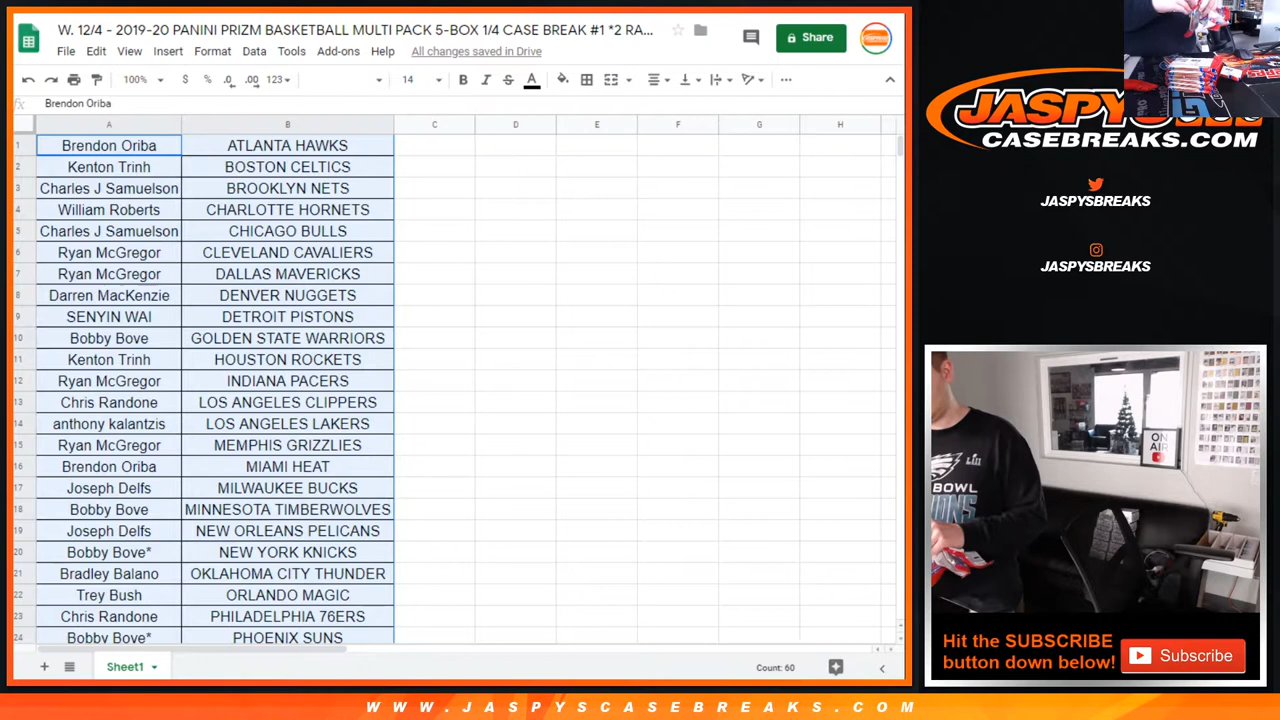 W. 12/4 - 2019-20 PANINI PRIZM BASKETBALL MULTI PACK 5-BOX 1/4 CASE BREAK #1 *2 RA...
File Edit View Insert Format Data Tools Add-ons Help All changes saved in Drive
Share
100% $ % .0 .00 123 14 B I S A
fx Brendon Oriba
A B C D E F G H
1 Brendon Oriba ATLANTA HAWKS
2 Kenton Trinh BOSTON CELTICS
3 Charles J Samuelson BROOKLYN NETS
4 William Roberts CHARLOTTE HORNETS
5 Charles J Samuelson CHICAGO BULLS
6 Ryan McGregor CLEVELAND CAVALIERS
7 Ryan McGregor DALLAS MAVERICKS
8 Darren MacKenzie DENVER NUGGETS
9 SENYIN WAI DETROIT PISTONS
10 Bobby Bove GOLDEN STATE WARRIORS
11 Kenton Trinh HOUSTON ROCKETS
12 Ryan McGregor INDIANA PACERS
13 Chris Randone LOS ANGELES CLIPPERS
14 anthony kalantzis LOS ANGELES LAKERS
15 Ryan McGregor MEMPHIS GRIZZLIES
16 Brendon Oriba MIAMI HEAT
17 Joseph Delfs MILWAUKEE BUCKS
18 Bobby Bove MINNESOTA TIMBERWOLVES
19 Joseph Delfs NEW ORLEANS PELICANS
20 Bobby Bove* NEW YORK KNICKS
21 Bradley Balano OKLAHOMA CITY THUNDER
22 Trey Bush ORLANDO MAGIC
23 Chris Randone PHILADELPHIA 76ERS
24 Bobby Bove* PHOENIX SUNS
Sheet1
Count: 60
CASEBREAKS.COM
JASPYSBREAKS
JASPYSBREAKS
ON
AIR
LII
Hit the SUBSCRIBE
button down below!
Subscribe
WWW.JASPYSCASEBREAKS.COM